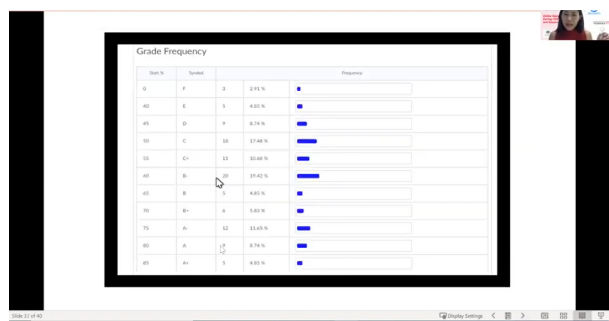 Grade Frequency
Start % Symbol Frequency
0 F 3 2.91 %
40 E 5 4.85 %
45 D 9 8.74 %
50 C 18 17.48 %
55 C+ 11 10.68 %
60 B- 20 19.42 %
65 B 5 4.85 %
70 B+ 6 5.83 %
75 A- 12 11.65 %
80 A 9 8.74 %
85 A+ 5 4.85 %
Slide of 40 Display Settings